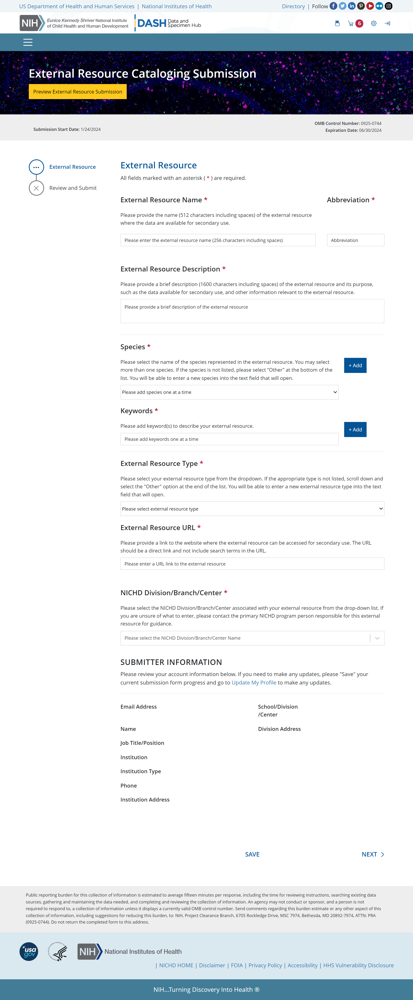 US Department of Health and Human Services | National Institutes of Health
Directory | Follow
NIH Eunice Kennedy Shriver National Institute
of Child Health and Human Development
DASH Data and
Specimen Hub
6
External Resource Cataloging Submission
Preview External Resource Submission
Submission Start Date: 1/24/2024
OMB Control Number: 0925-0744
Expiration Date: 06/30/2024
External Resource
Review and Submit
External Resource
All fields marked with an asterisk ( * ) are required.
External Resource Name *
Abbreviation *
Please provide the name (512 characters including spaces) of the external resource
where the data are available for secondary use.
Please enter the external resource name (256 characters including spaces)
Abbreviation
External Resource Description *
Please provide a brief description (1600 characters including spaces) of the external resource and its purpose,
such as the data available for secondary use, and other information relevant to the external resource.
Please provide a brief description of the external resource
Species *
Please select the name of the species represented in the external resource. You may select
more than one species. If the species is not listed, please select “Other” at the bottom of the
list. You will be able to enter a new species into the text field that will open.
+ Add
Please add species one at a time
Keywords *
Please add keyword(s) to describe your external resource.
+ Add
Please add keywords one at a time
External Resource Type *
Please select your external resource type from the dropdown. If the appropriate type is not listed, scroll down and
select the "Other" option at the end of the list. You will be able to enter a new external resource type into the text
field that will open.
Please select external resource type
External Resource URL *
Please provide a link to the website where the external resource can be accessed for secondary use. The URL
should be a direct link and not include search terms in the URL.
Please enter a URL link to the external resource
NICHD Division/Branch/Center *
Please select the NICHD Division/Branch/Center associated with your external resource from the drop-down list. If
you are unsure of what to enter, please contact the primary NICHD program person responsible for this external
resource for guidance.
Please select the NICHD Division/Branch/Center Name
SUBMITTER INFORMATION
Please review your account information below. If you need to make any updates, please "Save" your
current submission form progress and go to Update My Profile to make any updates.
Email Address
School/Division
/Center
Name
Division Address
Job Title/Position
Institution
Institution Type
Phone
Institution Address
SAVE
NEXT
Public reporting burden for this collection of information is estimated to average fifteen minutes per response, including the time for reviewing instructions, searching existing data
sources, gathering and maintaining the data needed, and completing and reviewing the collection of information. An agency may not conduct or sponsor, and a person is not
required to respond to, a collection of information unless it displays a currently valid OMB control number. Send comments regarding this burden estimate or any other aspect of this
collection of information, including suggestions for reducing this burden, to: NIH, Project Clearance Branch, 6705 Rockledge Drive, MSC 7974, Bethesda, MD 20892-7974, ATTN: PRA
(0925-0744). Do not return the completed form to this address.
usa
gov
NIH National Institutes of Health
| NICHD HOME | Disclaimer | FOIA | Privacy Policy | Accessibility | HHS Vulnerability Disclosure
NIH...Turning Discovery Into Health ®